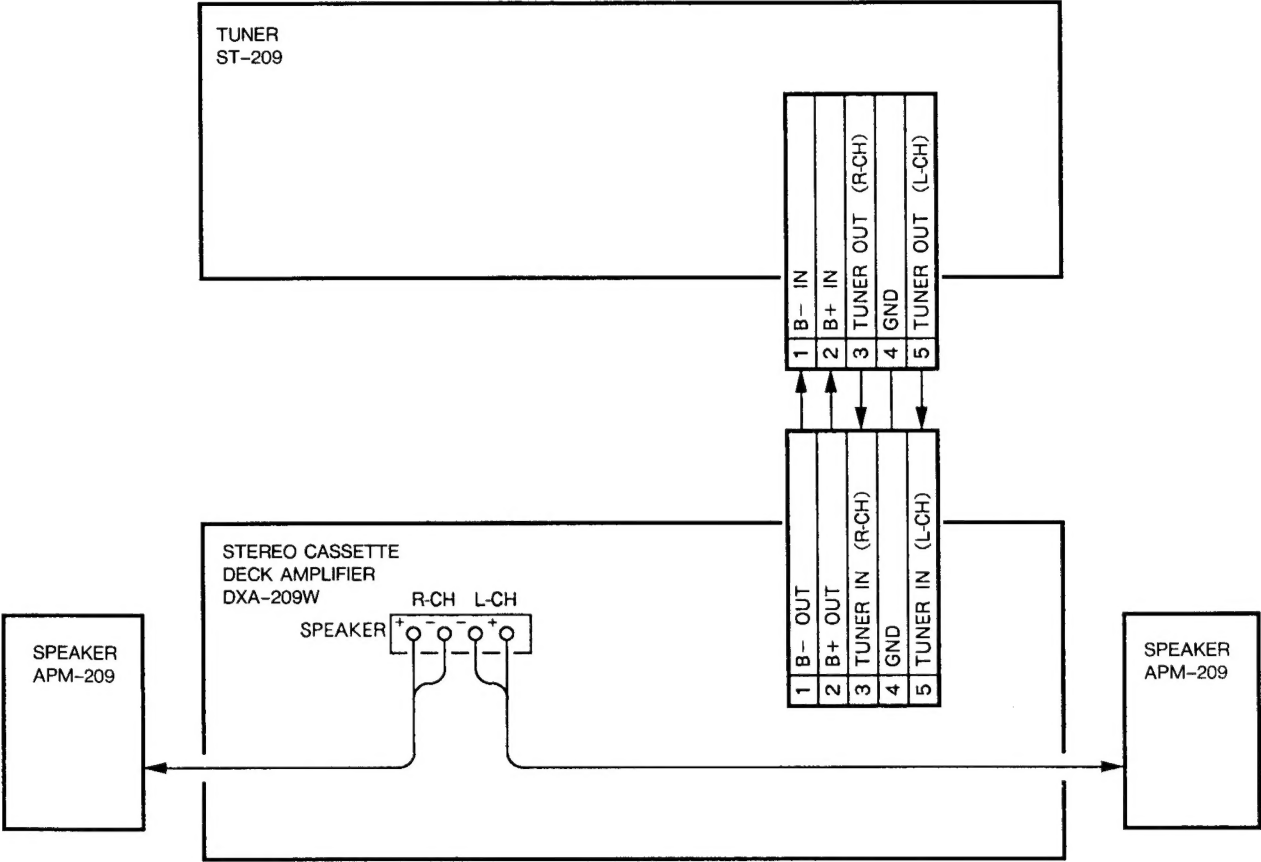 TUNER
ST-209
1 B- IN
2 B+ IN
3 TUNER OUT (R-CH)
4 GND
5 TUNER OUT (L-CH)
1 B- OUT
2 B+ OUT
3 TUNER IN (R-CH)
4 GND
5 TUNER IN (L-CH)
STEREO CASSETTE
DECK AMPLIFIER
DXA-209W
R-CH L-CH
SPEAKER
+ - - +
SPEAKER
APM-209
SPEAKER
APM-209